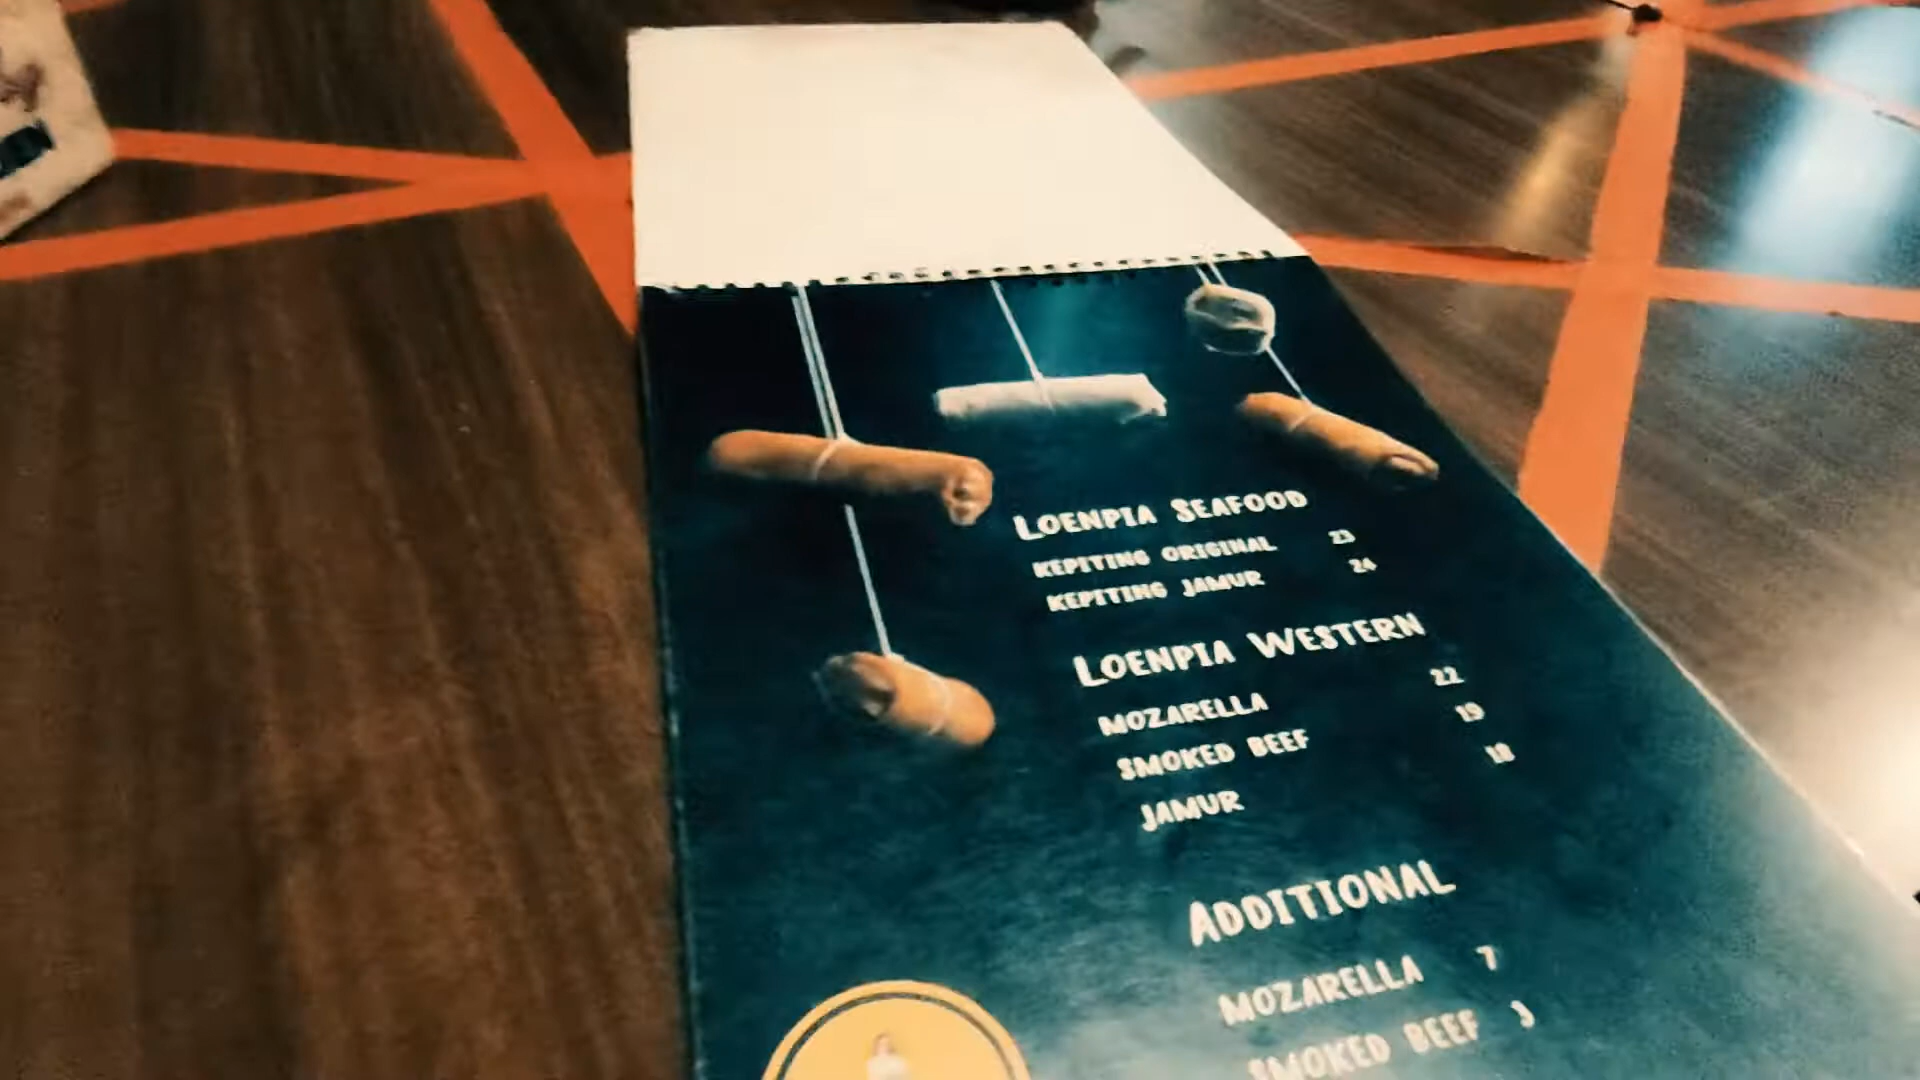 LOENPIA SEAFOOD
KEPITING ORIGINAL 23
KEPITING JAMUR 24
LOENPIA WESTERN
MOZARELLA 22
SMOKED BEEF 19
JAMUR 18
ADDITIONAL
MOZARELLA 7
SMOKED BEEF